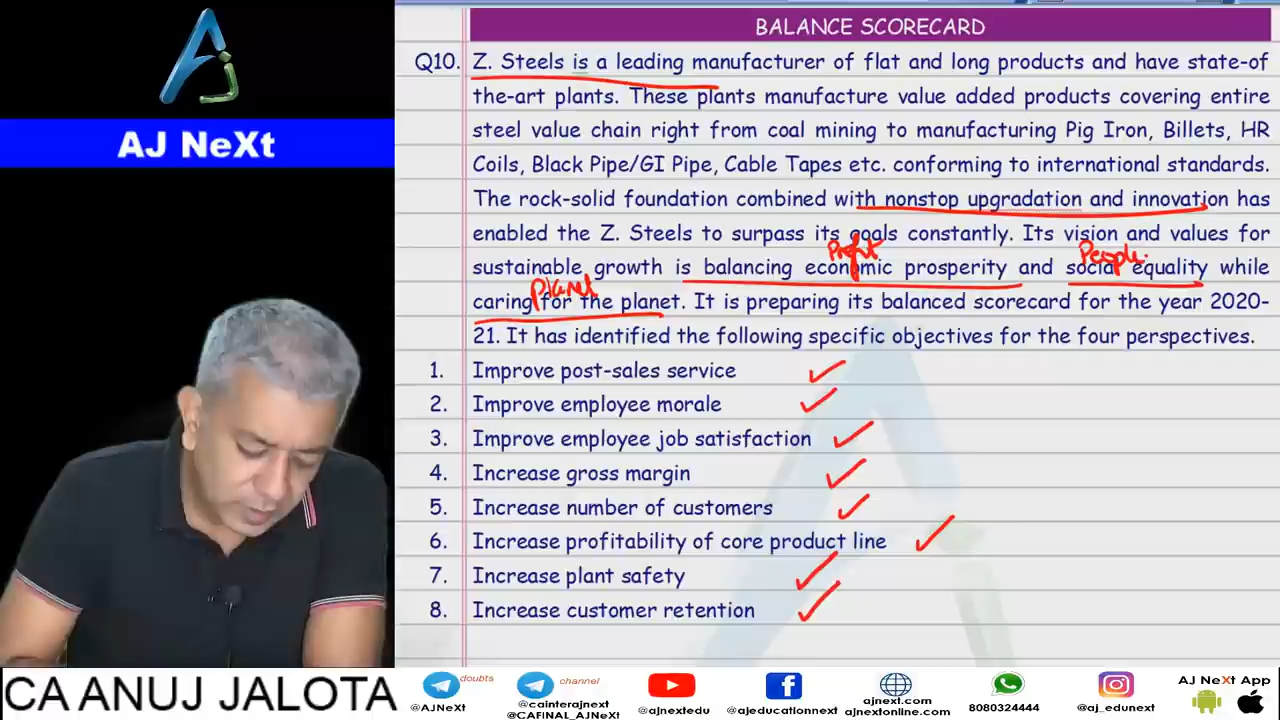 BALANCE SCORECARD
Q10. Z. Steels is a leading manufacturer of flat and long products and have state-of
the-art plants. These plants manufacture value added products covering entire
steel value chain right from coal mining to manufacturing Pig Iron, Billets, HR
Coils, Black Pipe/GI Pipe, Cable Tapes etc. conforming to international standards.
The rock-solid foundation combined with nonstop upgradation and innovation has
enabled the Z. Steels to surpass its goals constantly. Its vision and values for
Profit People
sustainable growth is balancing economic prosperity and social equality while
Planet
caring for the planet. It is preparing its balanced scorecard for the year 2020-
21. It has identified the following specific objectives for the four perspectives.
1. Improve post-sales service
2. Improve employee morale
3. Improve employee job satisfaction
4. Increase gross margin
5. Increase number of customers
6. Increase profitability of core product line
7. Increase plant safety
8. Increase customer retention
AJ NeXt
CA ANUJ JALOTA
doubts
@AJNeXt
channel
@cainterajnext
@CAFINAL_AJNeXt
@ajnextedu
@ajeducationnext
ajnext.com
ajnextonline.com
8080324444
@aj_edunext
AJ NeXt App